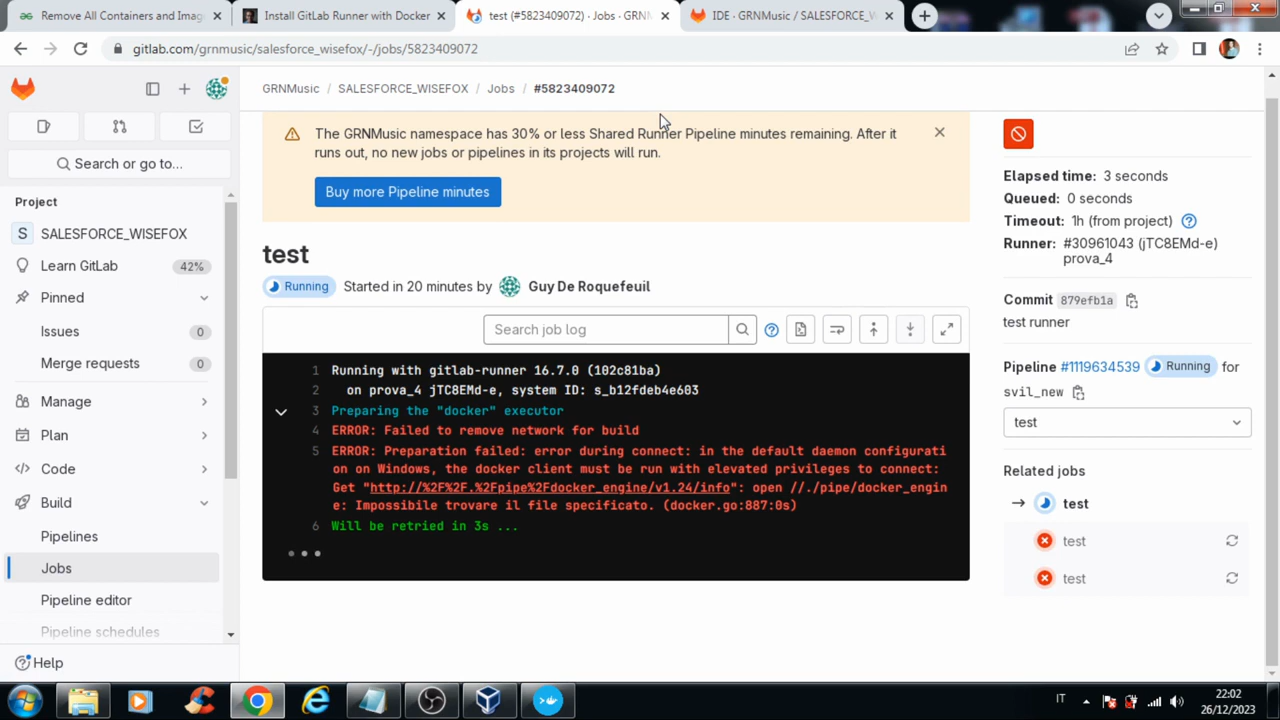 Remove All Containers and Imag
Install GitLab Runner with Docker
test (#5823409072) · Jobs · GRN
IDE · GRNMusic / SALESFORCE_W
gitlab.com/grnmusic/salesforce_wisefox/-/jobs/5823409072
GRNMusic / SALESFORCE_WISEFOX / Jobs / #5823409072
Search or go to...
Project
S SALESFORCE_WISEFOX
Learn GitLab 42%
Pinned
Issues 0
Merge requests 0
Manage
Plan
Code
Build
Pipelines
Jobs
Pipeline editor
Pipeline schedules
Help
The GRNMusic namespace has 30% or less Shared Runner Pipeline minutes remaining. After it
runs out, no new jobs or pipelines in its projects will run.
Buy more Pipeline minutes
test
Running Started in 20 minutes by Guy De Roquefeuil
Search job log
1 Running with gitlab-runner 16.7.0 (102c81ba)
2 on prova_4 jTC8EMd-e, system ID: s_b12fdeb4e603
3 Preparing the "docker" executor
4 ERROR: Failed to remove network for build
5 ERROR: Preparation failed: error during connect: in the default daemon configurati
on on Windows, the docker client must be run with elevated privileges to connect:
Get "http://%2F%2F.%2Fpipe%2Fdocker_engine/v1.24/info": open //./pipe/docker_engin
e: Impossibile trovare il file specificato. (docker.go:887:0s)
6 Will be retried in 3s ...
Elapsed time: 3 seconds
Queued: 0 seconds
Timeout: 1h (from project)
Runner: #30961043 (jTC8EMd-e)
prova_4
Commit 879efb1a
test runner
Pipeline #1119634539 Running for
svil_new
test
Related jobs
test
test
test
IT
22:02
26/12/2023